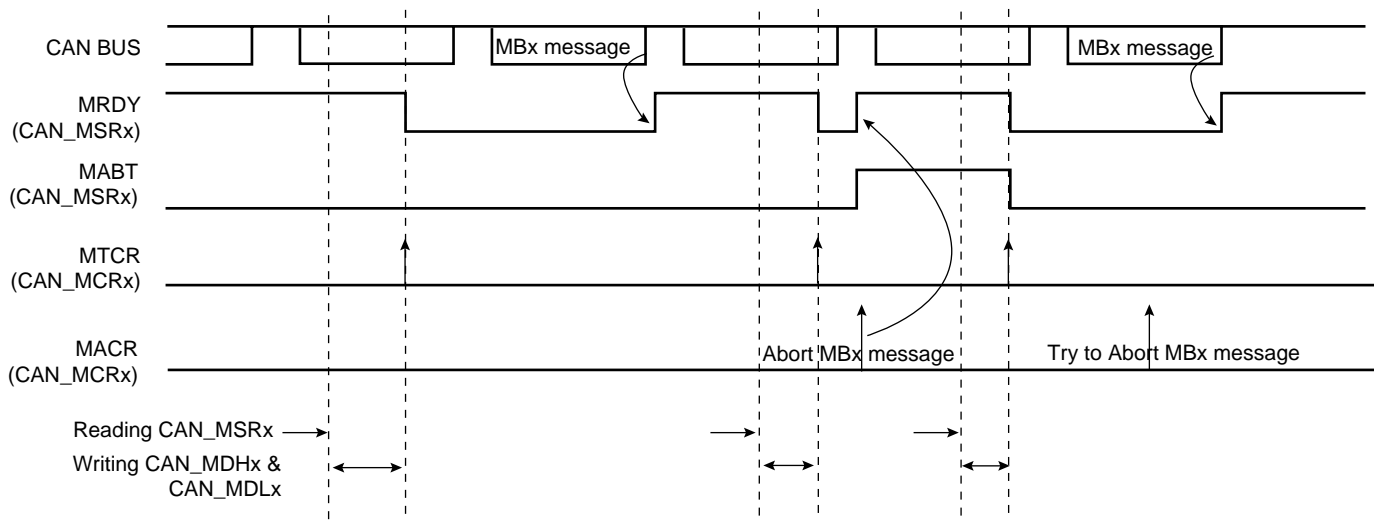 CAN BUS
MBx message
MBx message
MRDY
(CAN_MSRx)
MABT
(CAN_MSRx)
MTCR
(CAN_MCRx)
MACR
(CAN_MCRx)
Abort MBx message
Try to Abort MBx message
Reading CAN_MSRx
Writing CAN_MDHx &
CAN_MDLx